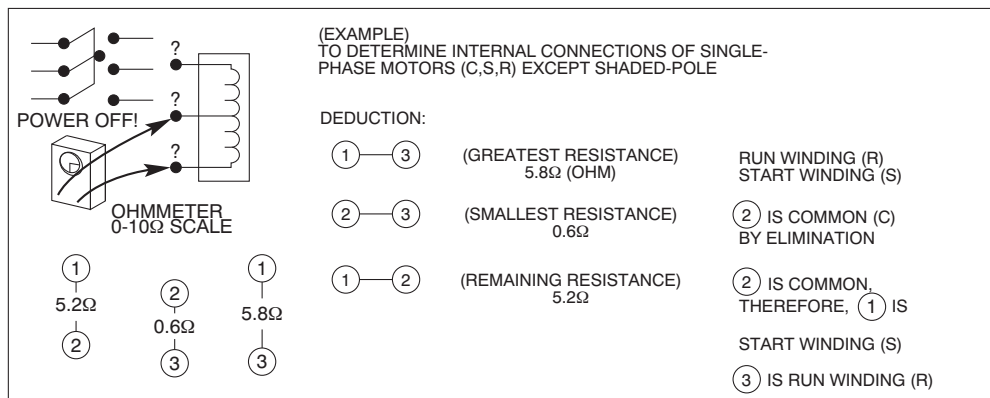 (EXAMPLE)
TO DETERMINE INTERNAL CONNECTIONS OF SINGLE-
PHASE MOTORS (C,S,R) EXCEPT SHADED-POLE
?
?
?
POWER OFF!
OHMMETER
0-10Ω SCALE
1
5.2Ω
2
2
0.6Ω
3
1
5.8Ω
3
DEDUCTION:
1 3 (GREATEST RESISTANCE) RUN WINDING (R)
5.8Ω (OHM) START WINDING (S)
2 3 (SMALLEST RESISTANCE) 2 IS COMMON (C)
0.6Ω BY ELIMINATION
1 2 (REMAINING RESISTANCE) 2 IS COMMON,
5.2Ω THEREFORE, 1 IS
START WINDING (S)
3 IS RUN WINDING (R)